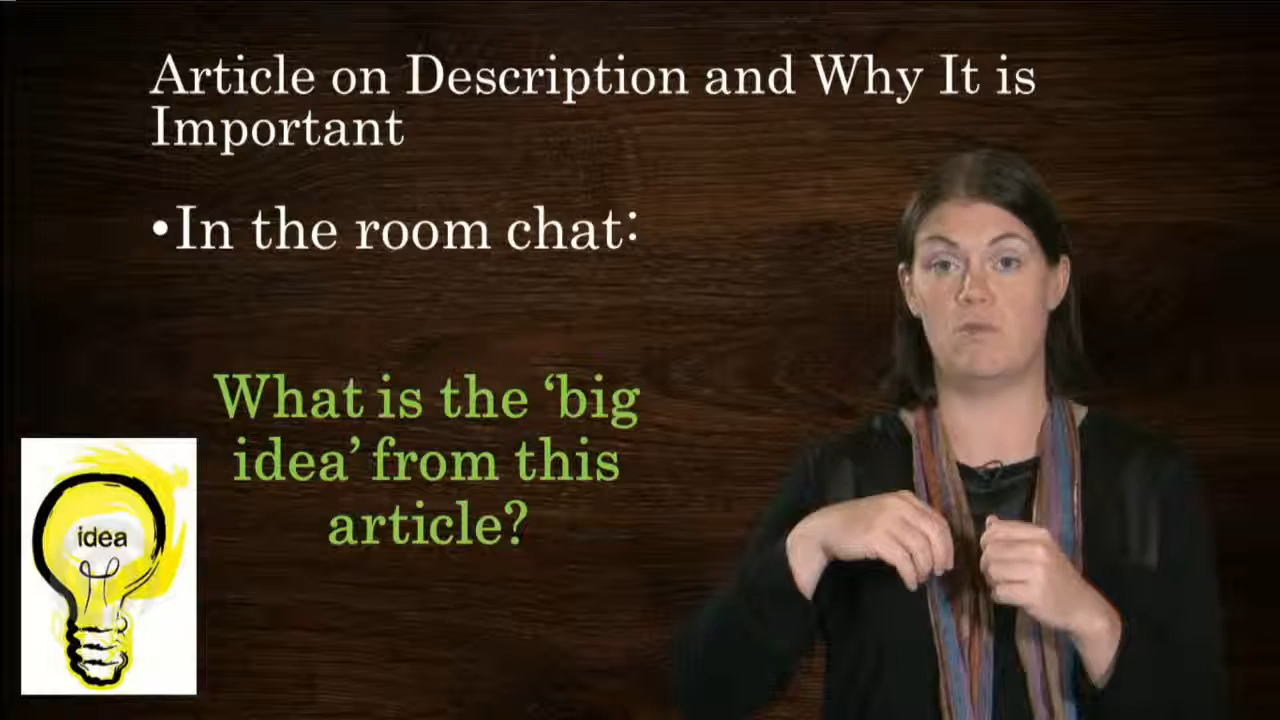 Article on Description and Why It is
Important
•In the room chat:
What is the ‘big
idea’ from this
article?
idea